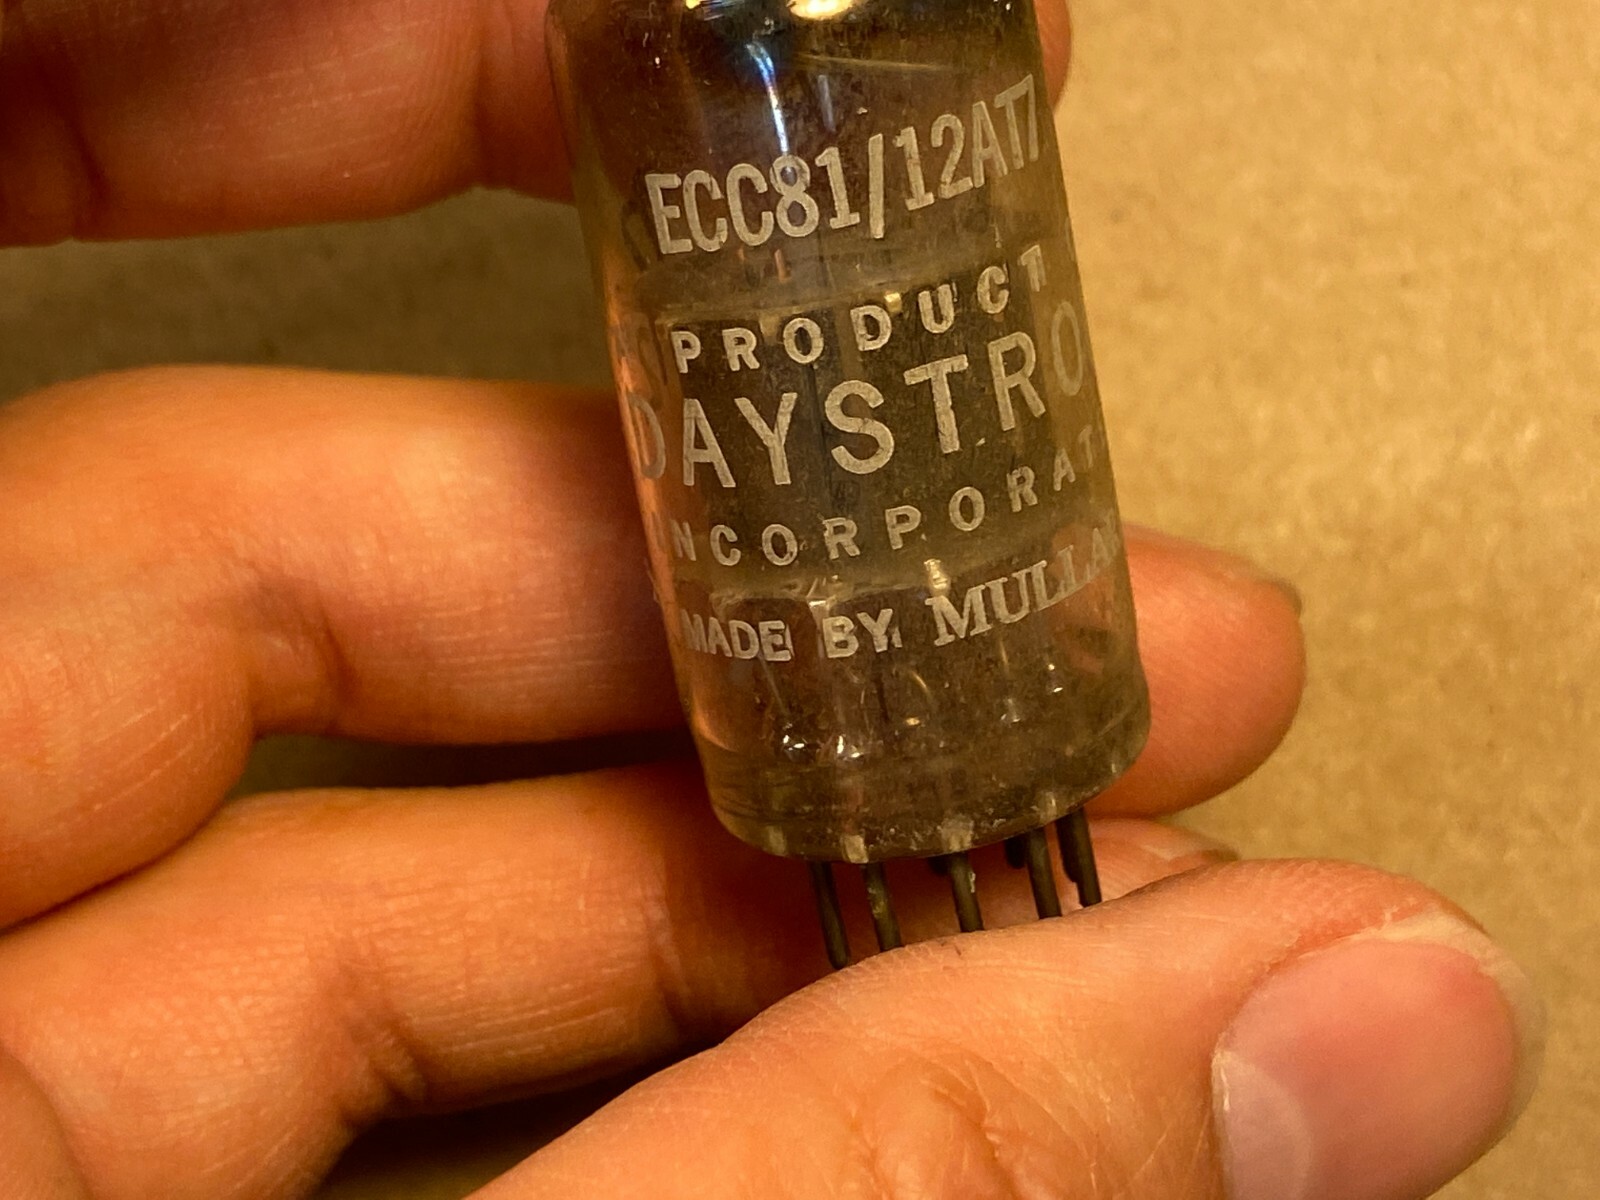 ECC81/12AT7
PRODUCT
DAYSTRO
NCORPORAT
MADE BY MULLA